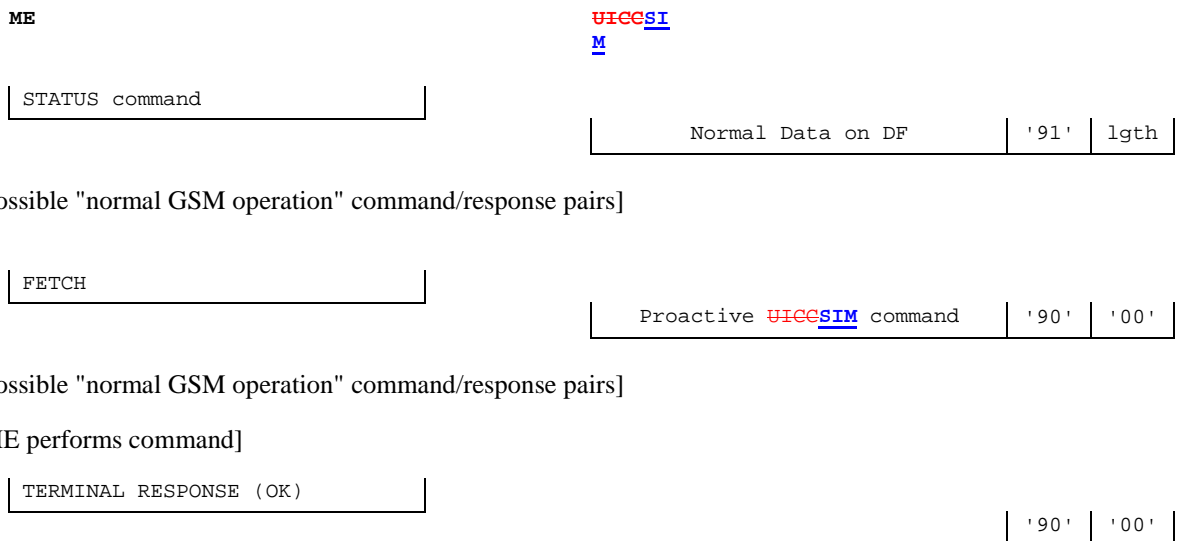 ME UICCSI
M
STATUS command
Normal Data on DF '91' lgth
ossible "normal GSM operation" command/response pairs]
FETCH
Proactive UICCSIM command '90' '00'
ossible "normal GSM operation" command/response pairs]
IE performs command]
TERMINAL RESPONSE (OK)
'90' '00'